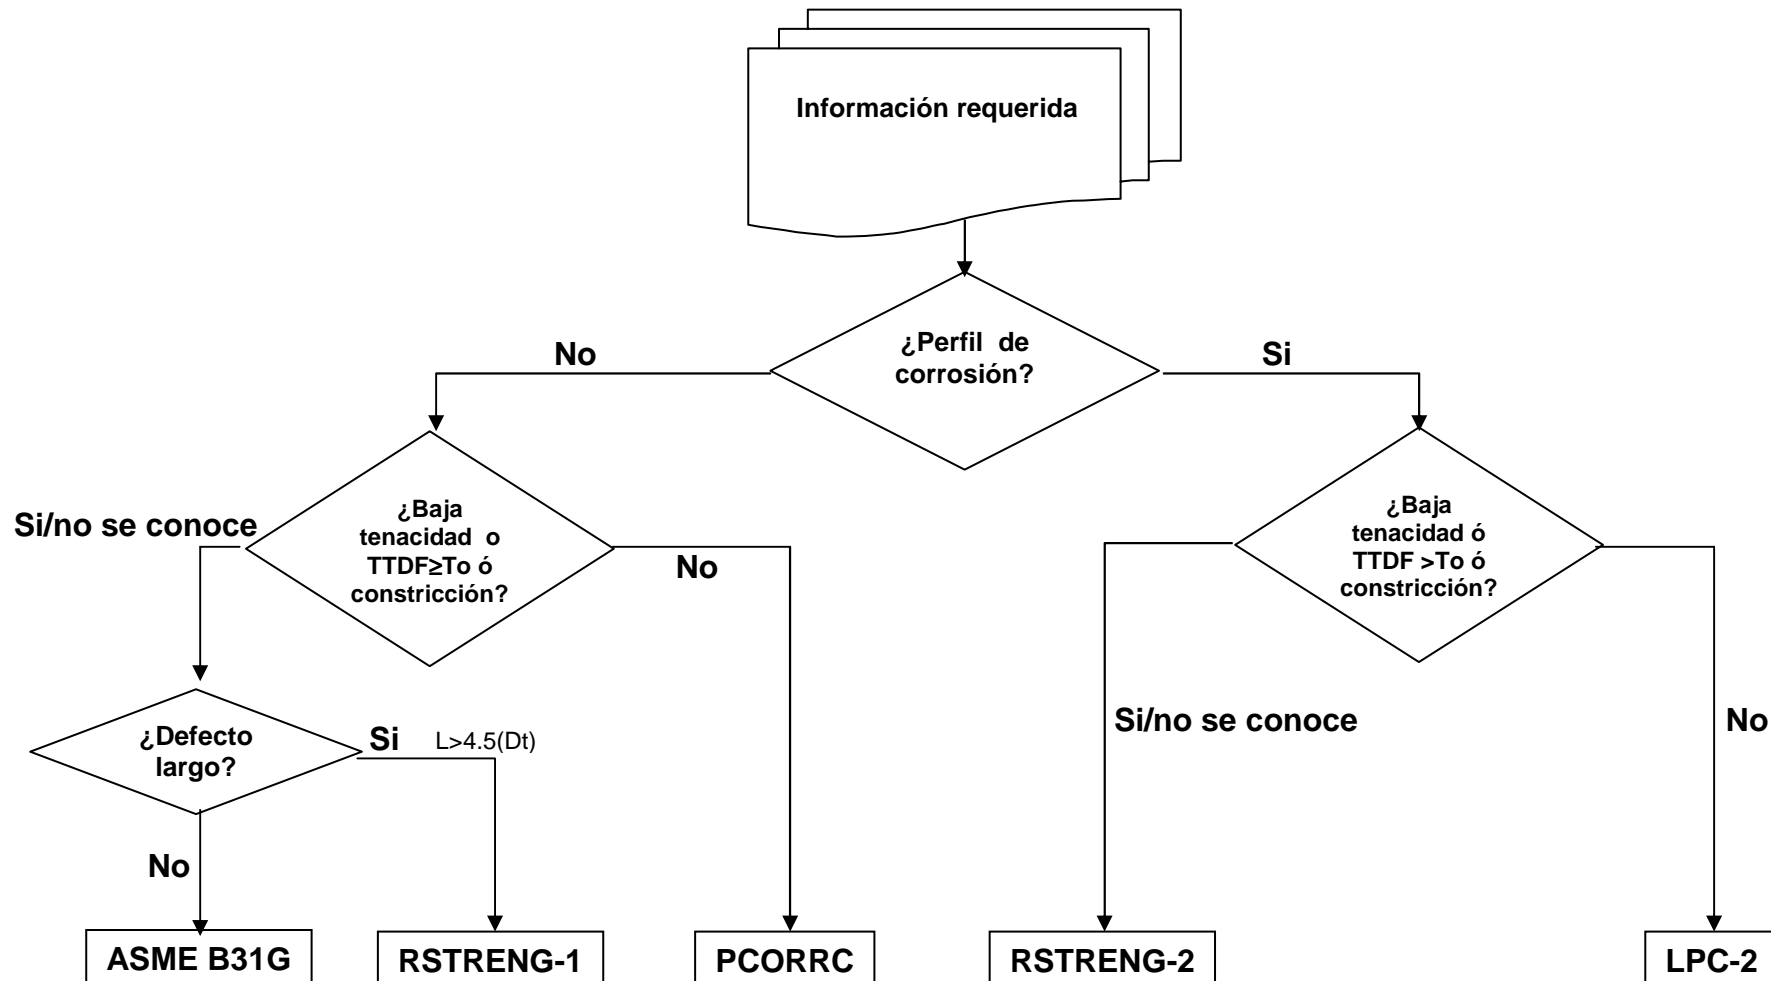 Información requerida
¿Perfil de
corrosión?
No
Si
¿Baja
tenacidad o
TTDF≥To ó
constricción?
Si/no se conoce
No
¿Baja
tenacidad ó
TTDF >To ó
constricción?
Si/no se conoce
No
¿Defecto
largo?
Si L>4.5(Dt)
No
ASME B31G
RSTRENG-1
PCORRC
RSTRENG-2
LPC-2